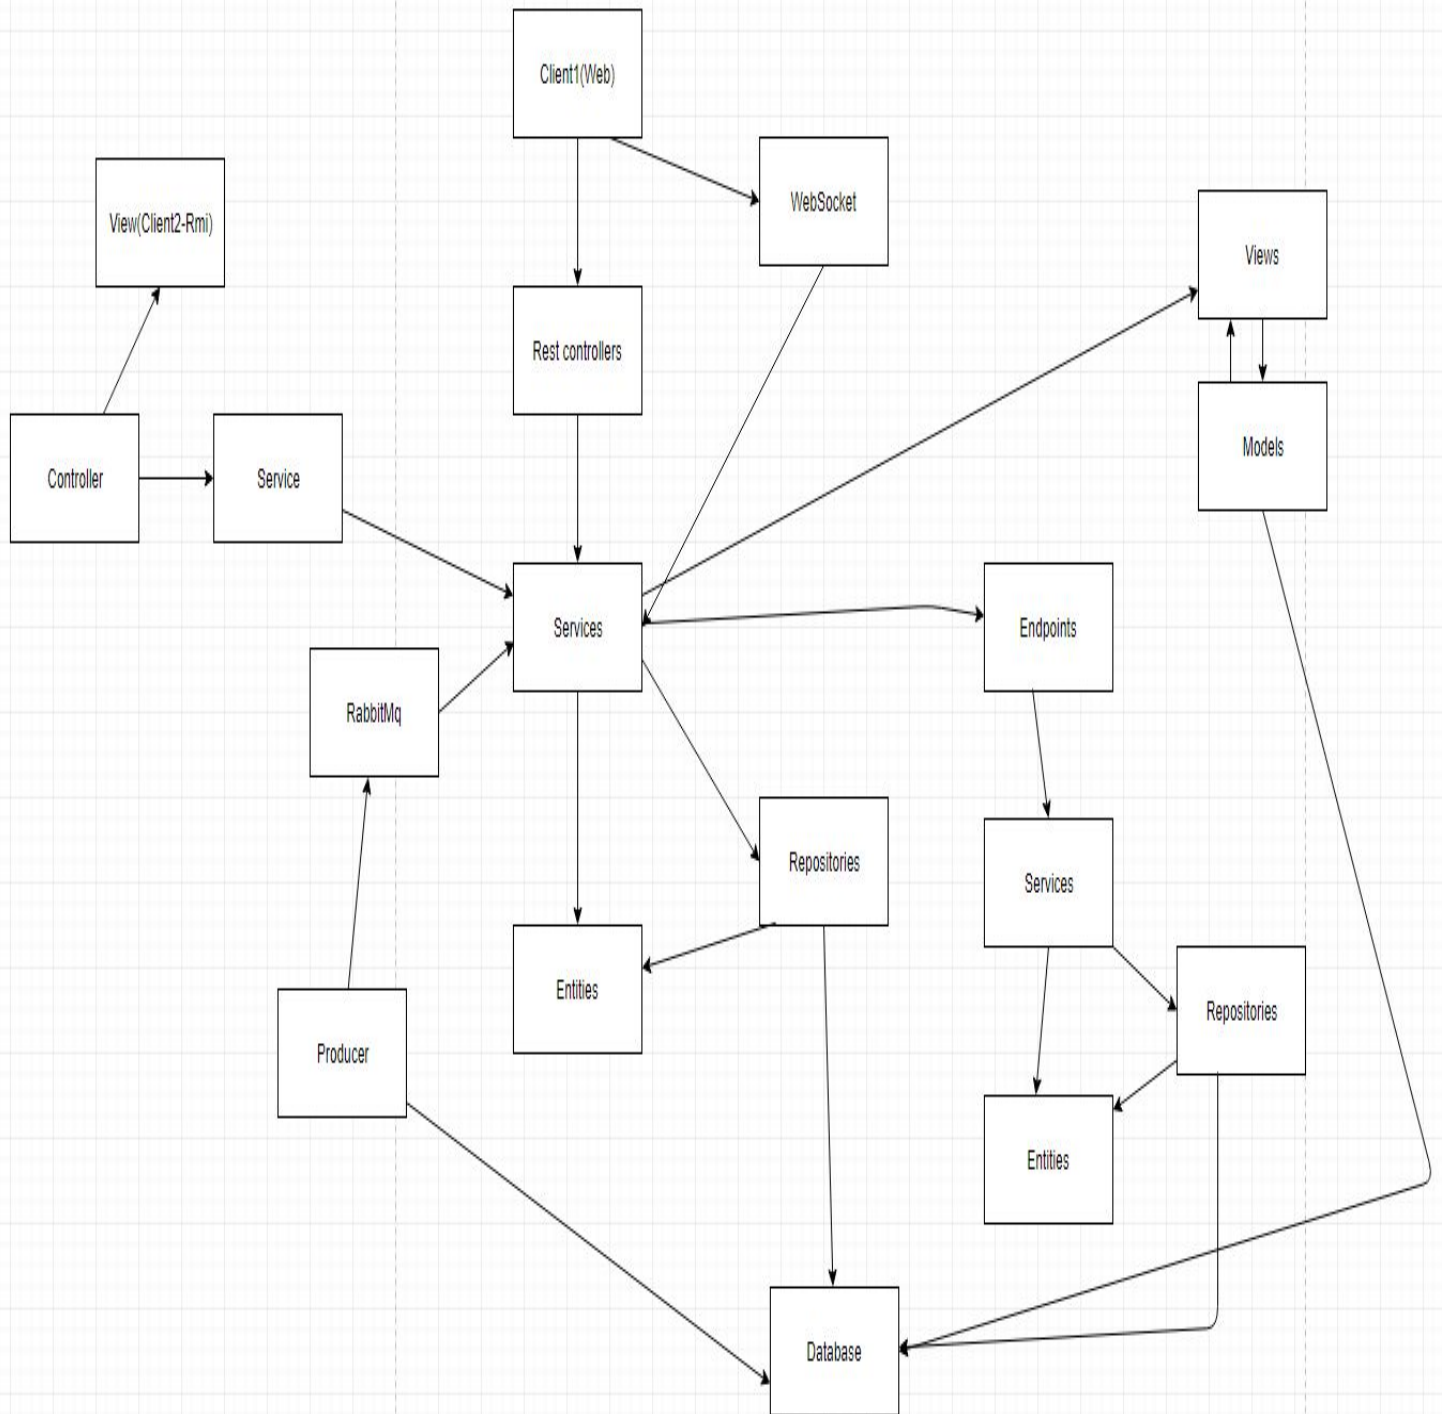 Client1(Web)
WebSocket
View(Client2-Rmi)
Views
Rest controllers
Models
Controller
Service
Services
Endpoints
RabbitMq
Repositories
Services
Entities
Repositories
Producer
Entities
Database